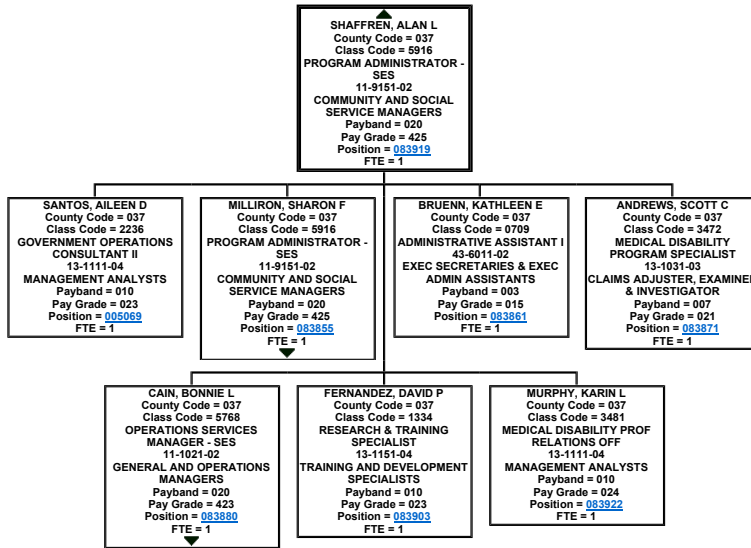 SHAFFREN, ALAN L
County Code = 037
Class Code = 5916
PROGRAM ADMINISTRATOR -
SES
11-9151-02
COMMUNITY AND SOCIAL
SERVICE MANAGERS
Payband = 020
Pay Grade = 425
Position = 083919
FTE = 1
SANTOS, AILEEN D
County Code = 037
Class Code = 2236
GOVERNMENT OPERATIONS
CONSULTANT II
13-1111-04
MANAGEMENT ANALYSTS
Payband = 010
Pay Grade = 023
Position = 005069
FTE = 1
MILLIRON, SHARON F
County Code = 037
Class Code = 5916
PROGRAM ADMINISTRATOR -
SES
11-9151-02
COMMUNITY AND SOCIAL
SERVICE MANAGERS
Payband = 020
Pay Grade = 425
Position = 083855
FTE = 1
BRUENN, KATHLEEN E
County Code = 037
Class Code = 0709
ADMINISTRATIVE ASSISTANT I
43-6011-02
EXEC SECRETARIES & EXEC
ADMIN ASSISTANTS
Payband = 003
Pay Grade = 015
Position = 083861
FTE = 1
ANDREWS, SCOTT C
County Code = 037
Class Code = 3472
MEDICAL DISABILITY
PROGRAM SPECIALIST
13-1031-03
CLAIMS ADJUSTER, EXAMINE
& INVESTIGATOR
Payband = 007
Pay Grade = 021
Position = 083871
FTE = 1
CAIN, BONNIE L
County Code = 037
Class Code = 5768
OPERATIONS SERVICES
MANAGER - SES
11-1021-02
GENERAL AND OPERATIONS
MANAGERS
Payband = 020
Pay Grade = 423
Position = 083880
FTE = 1
FERNANDEZ, DAVID P
County Code = 037
Class Code = 1334
RESEARCH & TRAINING
SPECIALIST
13-1151-04
TRAINING AND DEVELOPMENT
SPECIALISTS
Payband = 010
Pay Grade = 023
Position = 083903
FTE = 1
MURPHY, KARIN L
County Code = 037
Class Code = 3481
MEDICAL DISABILITY PROF
RELATIONS OFF
13-1111-04
MANAGEMENT ANALYSTS
Payband = 010
Pay Grade = 024
Position = 083922
FTE = 1